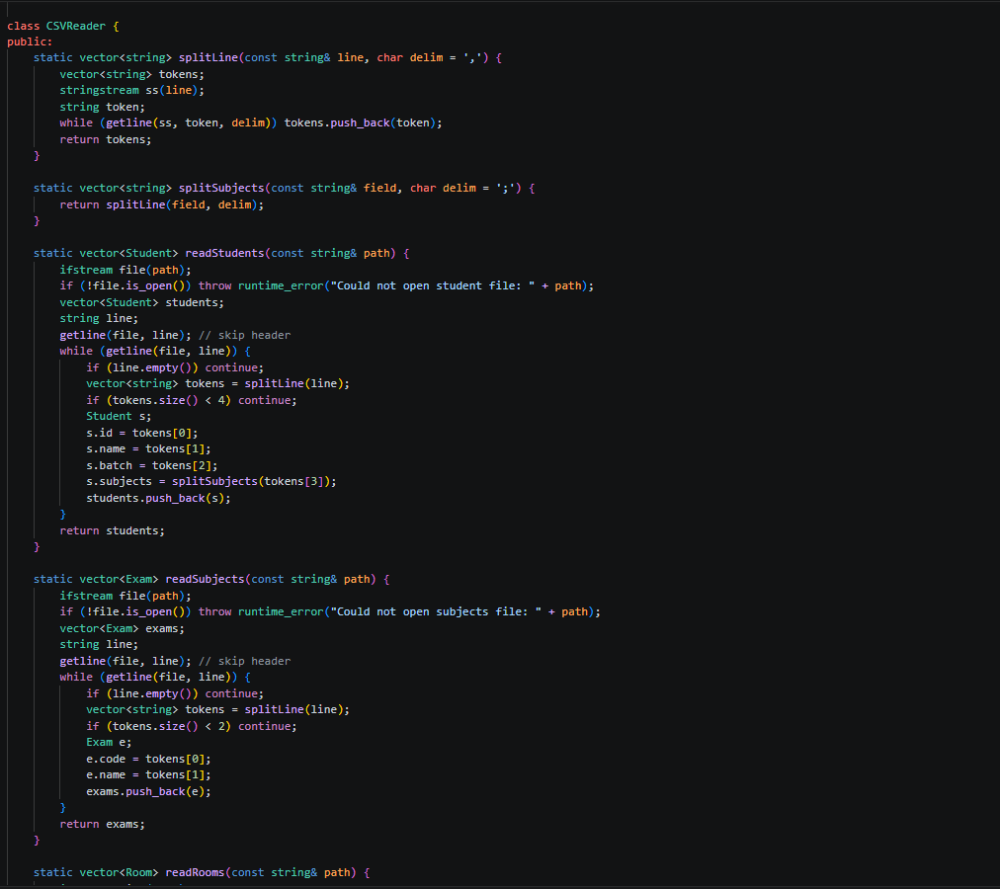 class CSVReader {
public:
    static vector<string> splitLine(const string& line, char delim = ',') {
        vector<string> tokens;
        stringstream ss(line);
        string token;
        while (getline(ss, token, delim)) tokens.push_back(token);
        return tokens;
    }

    static vector<string> splitSubjects(const string& field, char delim = ';') {
        return splitLine(field, delim);
    }

    static vector<Student> readStudents(const string& path) {
        ifstream file(path);
        if (!file.is_open()) throw runtime_error("Could not open student file: " + path);
        vector<Student> students;
        string line;
        getline(file, line); // skip header
        while (getline(file, line)) {
            if (line.empty()) continue;
            vector<string> tokens = splitLine(line);
            if (tokens.size() < 4) continue;
            Student s;
            s.id = tokens[0];
            s.name = tokens[1];
            s.batch = tokens[2];
            s.subjects = splitSubjects(tokens[3]);
            students.push_back(s);
        }
        return students;
    }

    static vector<Exam> readSubjects(const string& path) {
        ifstream file(path);
        if (!file.is_open()) throw runtime_error("Could not open subjects file: " + path);
        vector<Exam> exams;
        string line;
        getline(file, line); // skip header
        while (getline(file, line)) {
            if (line.empty()) continue;
            vector<string> tokens = splitLine(line);
            if (tokens.size() < 2) continue;
            Exam e;
            e.code = tokens[0];
            e.name = tokens[1];
            exams.push_back(e);
        }
        return exams;
    }

    static vector<Room> readRooms(const string& path) {